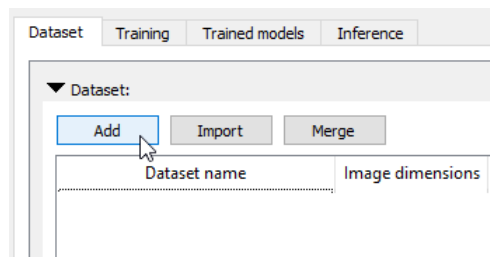 Dataset Training Trained models Inference
Dataset:
Add Import Merge
Dataset name Image dimensions